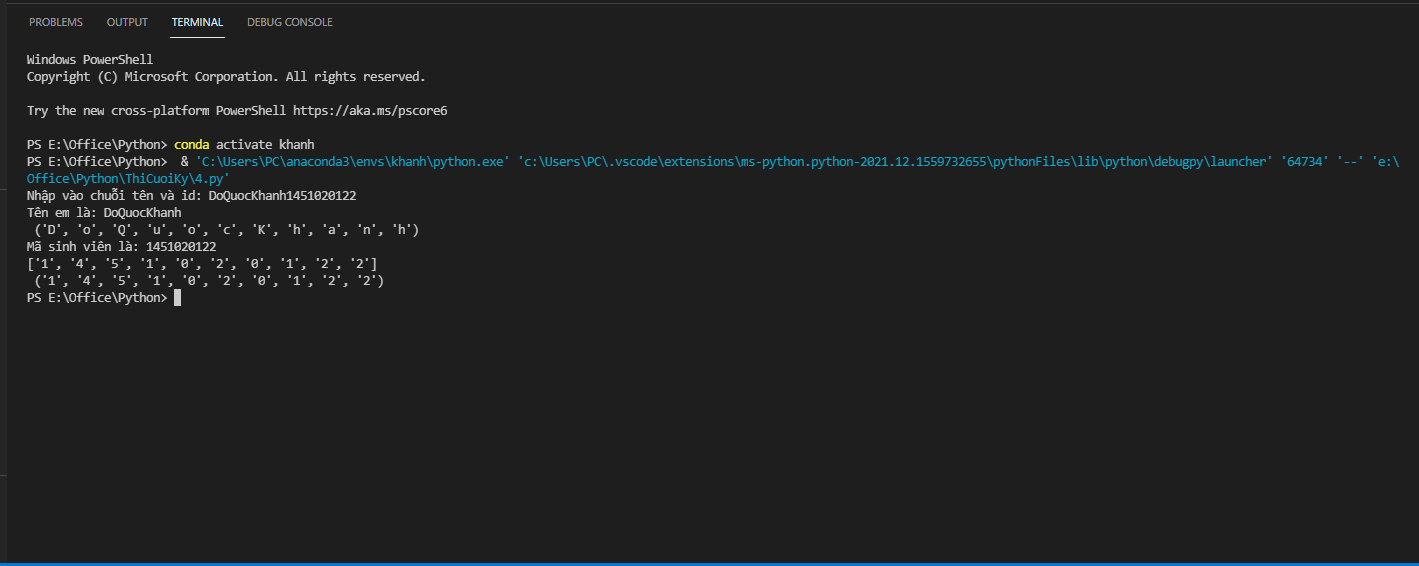 PROBLEMS OUTPUT TERMINAL DEBUG CONSOLE
Windows PowerShell
Copyright (C) Microsoft Corporation. All rights reserved.
Try the new cross-platform PowerShell https://aka.ms/pscore6
PS E:\Office\Python> conda activate khanh
PS E:\Office\Python>  & 'C:\Users\PC\anaconda3\envs\khanh\python.exe' 'c:\Users\PC\.vscode\extensions\ms-python.python-2021.12.1559732655\pythonFiles\lib\python\debugpy\launcher' '64734' '--' 'e:\
Office\Python\ThiCuoiKy\4.py'
Nhập vào chuỗi tên và id: DoQuocKhanh1451020122
Tên em là: DoQuocKhanh
 ('D', 'o', 'Q', 'u', 'o', 'c', 'K', 'h', 'a', 'n', 'h')
Mã sinh viên là: 1451020122
['1', '4', '5', '1', '0', '2', '0', '1', '2', '2']
 ('1', '4', '5', '1', '0', '2', '0', '1', '2', '2')
PS E:\Office\Python>